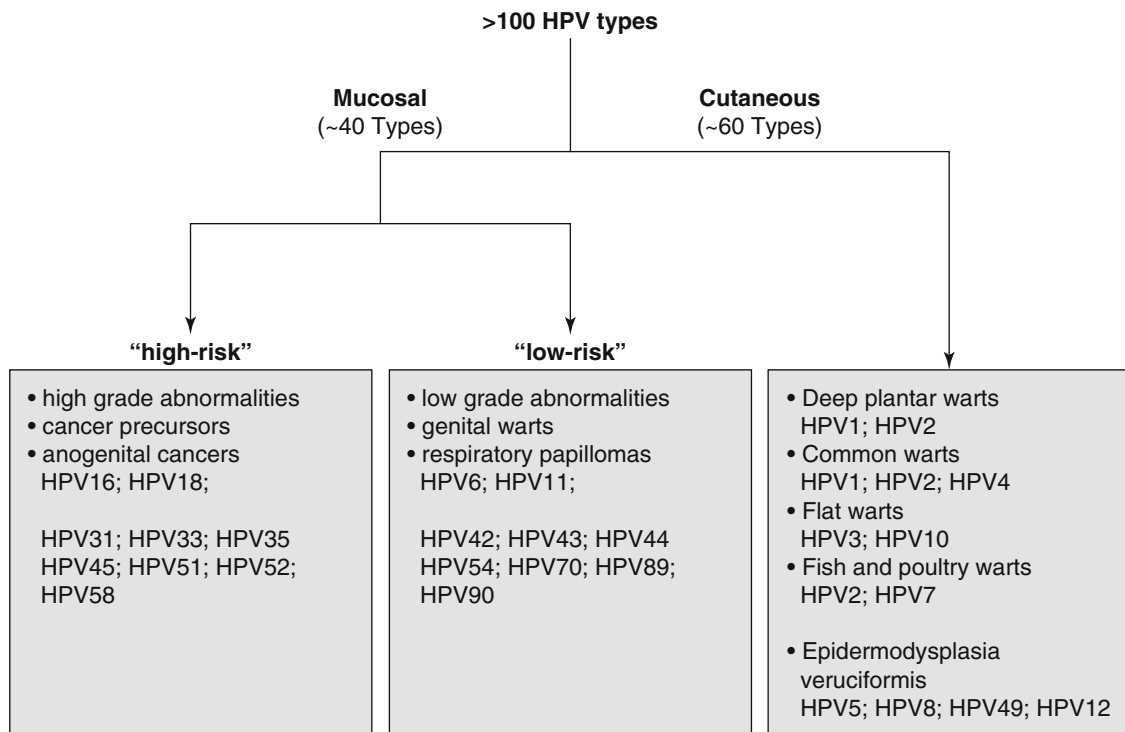 >100 HPV types
Mucosal
(~40 Types)
Cutaneous
(~60 Types)
“high-risk”
• high grade abnormalities
• cancer precursors
• anogenital cancers
HPV16; HPV18;
HPV31; HPV33; HPV35
HPV45; HPV51; HPV52;
HPV58
“low-risk”
• low grade abnormalities
• genital warts
• respiratory papillomas
HPV6; HPV11;
HPV42; HPV43; HPV44
HPV54; HPV70; HPV89;
HPV90
• Deep plantar warts
HPV1; HPV2
• Common warts
HPV1; HPV2; HPV4
• Flat warts
HPV3; HPV10
• Fish and poultry warts
HPV2; HPV7
• Epidermodysplasia
veruciformis
HPV5; HPV8; HPV49; HPV12